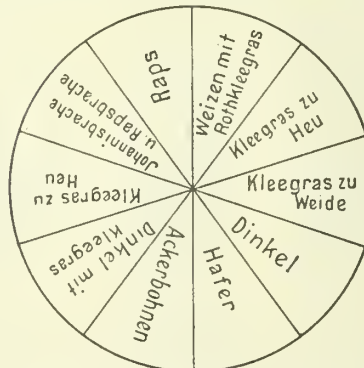 Weizen mit
Rothkleegras
Kleegras zu
Heu
Kleegras zu
Weide
Dinkel
Hafer
Ackerbohnen
Dinkel mit
Kleegras
Kleegras zu
Heu
Johannisbrache
u. Rapsbrache
Raps